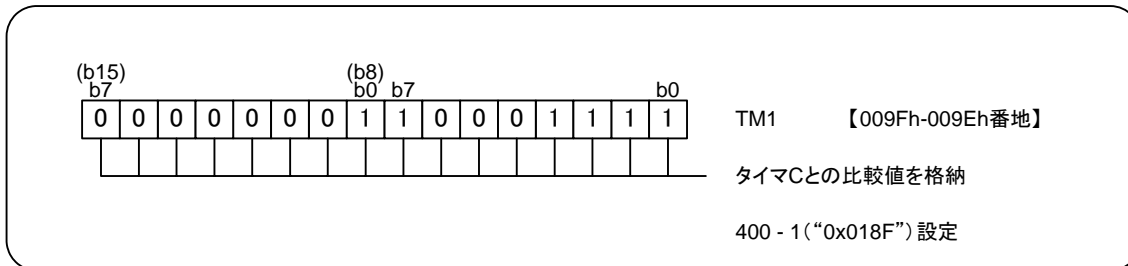 (b15) (b8)
b7 b0 b7 b0
0 0 0 0 0 0 0 1 1 0 0 0 1 1 1 1 TM1 【009Fh-009Eh番地】
タイマCとの比較値を格納
400 - 1(“0x018F”)設定